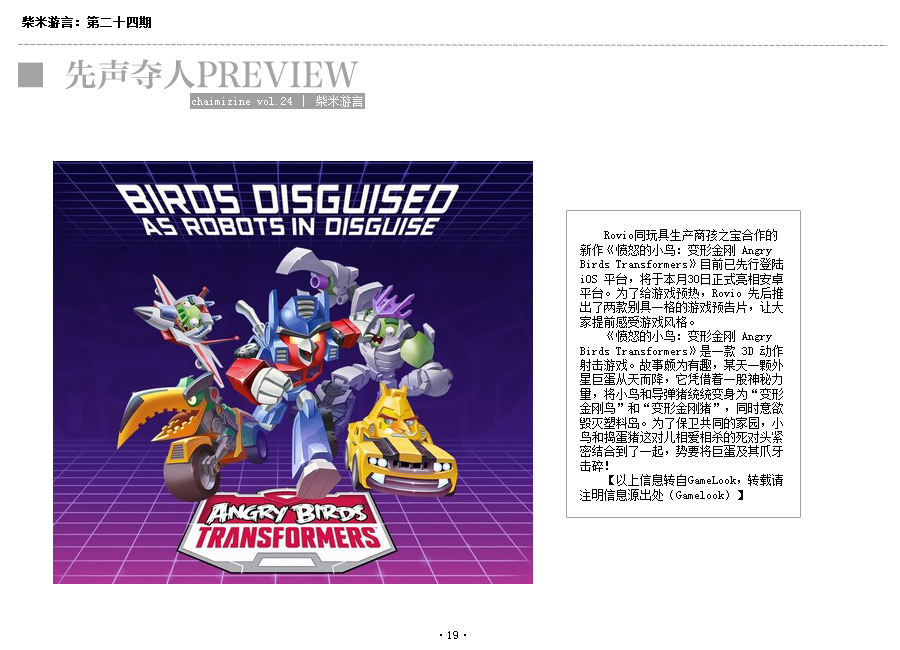 柴米游言：第二十四期
先声夺人PREVIEW
chaimizine vol.24 | 柴米游言
BIRDS DISGUISED
AS ROBOTS IN DISGUISE
ANGRY BIRDS
TRANSFORMERS
Rovio同玩具生产商孩之宝合作的
新作《愤怒的小鸟：变形金刚 Angry
Birds Transformers》目前已先行登陆
iOS 平台，将于本月30日正式亮相安卓
平台。为了给游戏预热，Rovio 先后推
出了两款别具一格的游戏预告片，让大
家提前感受游戏风格。
《愤怒的小鸟：变形金刚 Angry
Birds Transformers》是一款 3D 动作
射击游戏。故事颇为有趣，某天一颗外
星巨蛋从天而降，它凭借着一股神秘力
量，将小鸟和导弹猪统统变身为“变形
金刚鸟”和“变形金刚猪”，同时意欲
毁灭塑料岛。为了保卫共同的家园，小
鸟和捣蛋猪这对儿相爱相杀的死对头紧
密结合到了一起，势要将巨蛋及其爪牙
击碎！
【以上信息转自GameLook，转载请
注明信息源出处（Gamelook）】
·19·